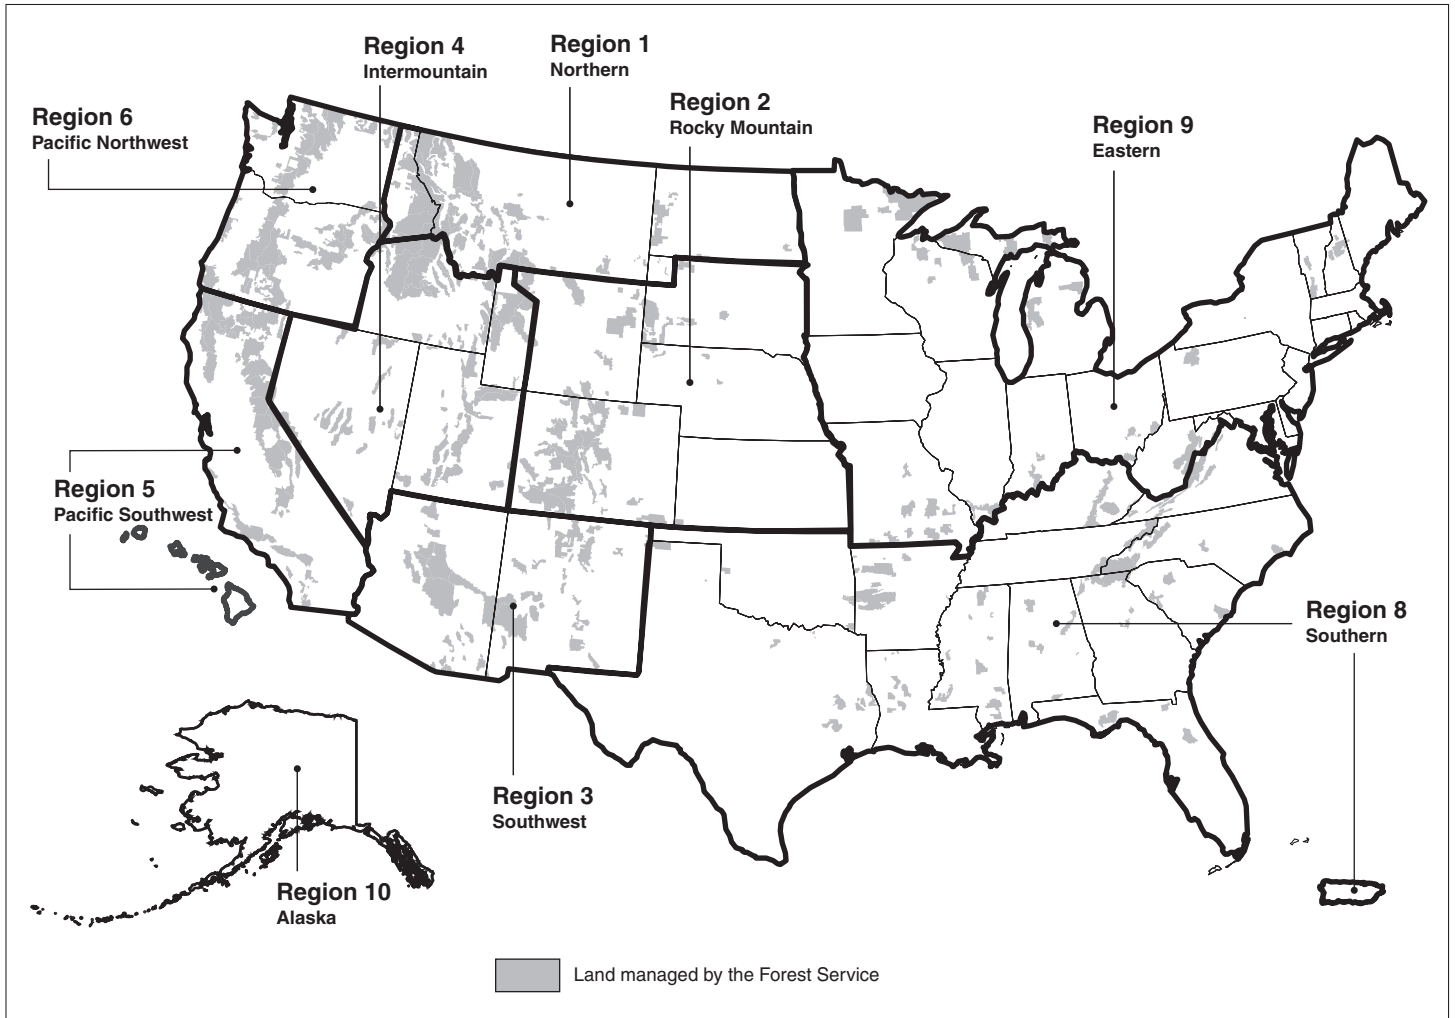 Region 4
Intermountain
Region 1
Northern
Region 2
Rocky Mountain
Region 6
Pacific Northwest
Region 9
Eastern
Region 5
Pacific Southwest
Region 8
Southern
Region 3
Southwest
Region 10
Alaska
Land managed by the Forest Service